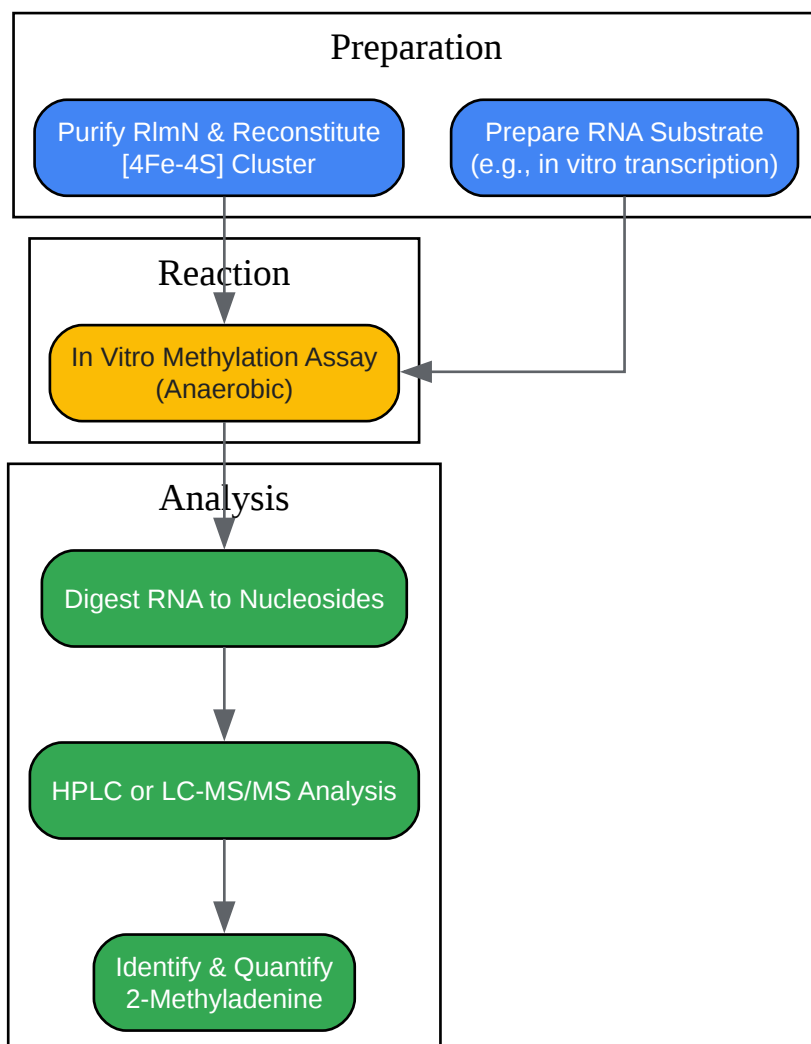 Preparation
Purify RlmN & Reconstitute
[4Fe-4S] Cluster
Prepare RNA Substrate
(e.g., in vitro transcription)
Reaction
In Vitro Methylation Assay
(Anaerobic)
Analysis
Digest RNA to Nucleosides
HPLC or LC-MS/MS Analysis
Identify & Quantify
2-Methyladenine